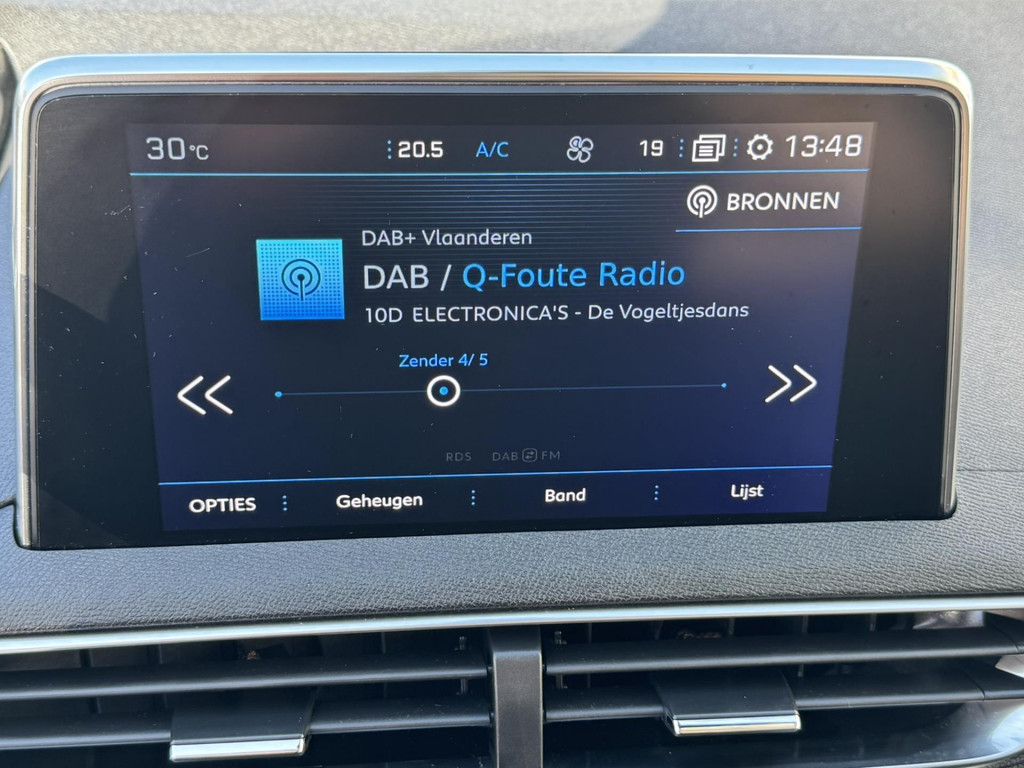 30°C 20.5 A/C 19 13:48
BRONNEN
DAB+ Vlaanderen
DAB / Q-Foute Radio
10D ELECTRONICA'S - De Vogeltjesdans
Zender 4/ 5
RDS DAB FM
OPTIES Geheugen Band Lijst